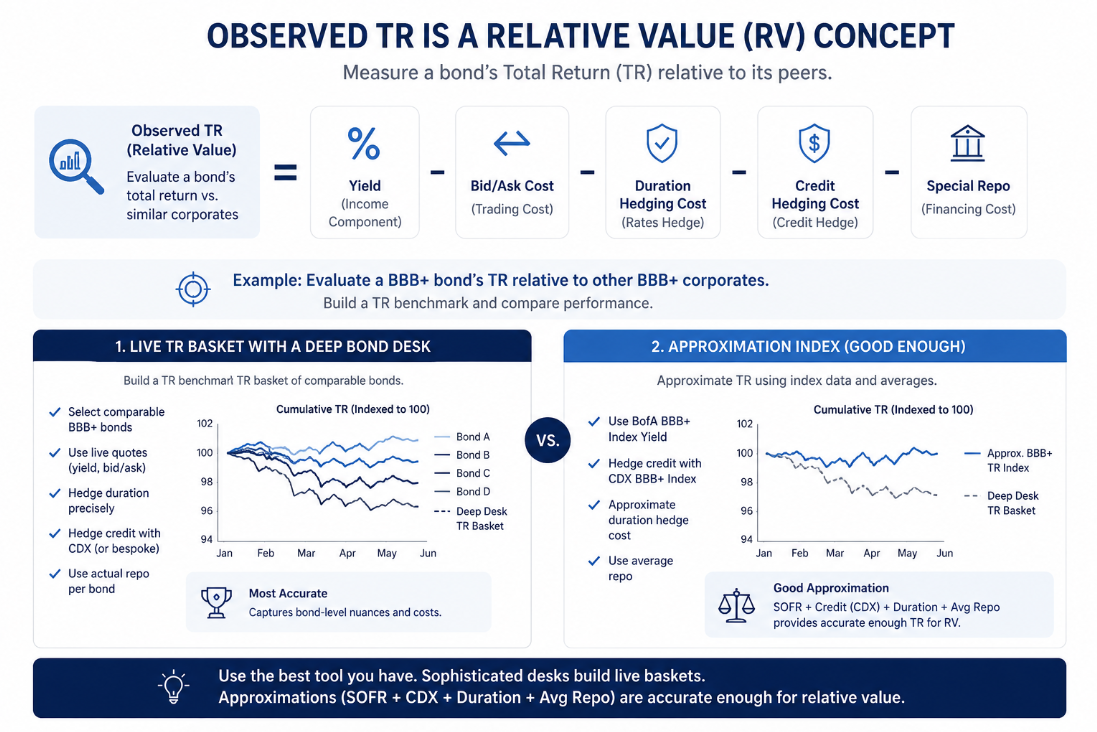 OBSERVED TR IS A RELATIVE VALUE (RV) CONCEPT
Measure a bond's Total Return (TR) relative to its peers.
Observed TR
(Relative Value)
Evaluate a bond's
total return vs.
similar corporates
=
%
Yield
(Income
Component)
–
Bid/Ask Cost
(Trading Cost)
–
Duration
Hedging Cost
(Rates Hedge)
–
$
Credit
Hedging Cost
(Credit Hedge)
–
Special Repo
(Financing Cost)
Example: Evaluate a BBB+ bond's TR relative to other BBB+ corporates.
Build a TR benchmark and compare performance.
1. LIVE TR BASKET WITH A DEEP BOND DESK
Build a TR benchmarł TR basket of comparable bonds.
Select comparable
BBB+ bonds
Use live quotes
(yield, bid/ask)
Hedge duration
precisely
Hedge credit with
CDX (or bespoke)
Use actual repo
per bond
Cumulative TR (Indexed to 100)
102
100
98
96
94
Jan Feb Mar Apr May Jun
Bond A
Bond B
Bond C
Bond D
Deep Desk
TR Basket
Most Accurate
Captures bond-level nuances and costs.
VS.
2. APPROXIMATION INDEX (GOOD ENOUGH)
Approximate TR using index data and averages.
Use BofA BBB+
Index Yield
Hedge credit with
CDX BBB+ Index
Approximate
duration hedge
cost
Use average
repo
Cumulative TR (Indexed to 100)
102
100
98
96
94
Jan Feb Mar Apr May Jun
Approx. BBB+
TR Index
Deep Desk
TR Basket
Good Approximation
SOFR + Credit (CDX) + Duration + Avg Repo
provides accurate enough TR for RV.
Use the best tool you have. Sophisticated desks build live baskets.
Approximations (SOFR + CDX + Duration + Avg Repo) are accurate enough for relative value.